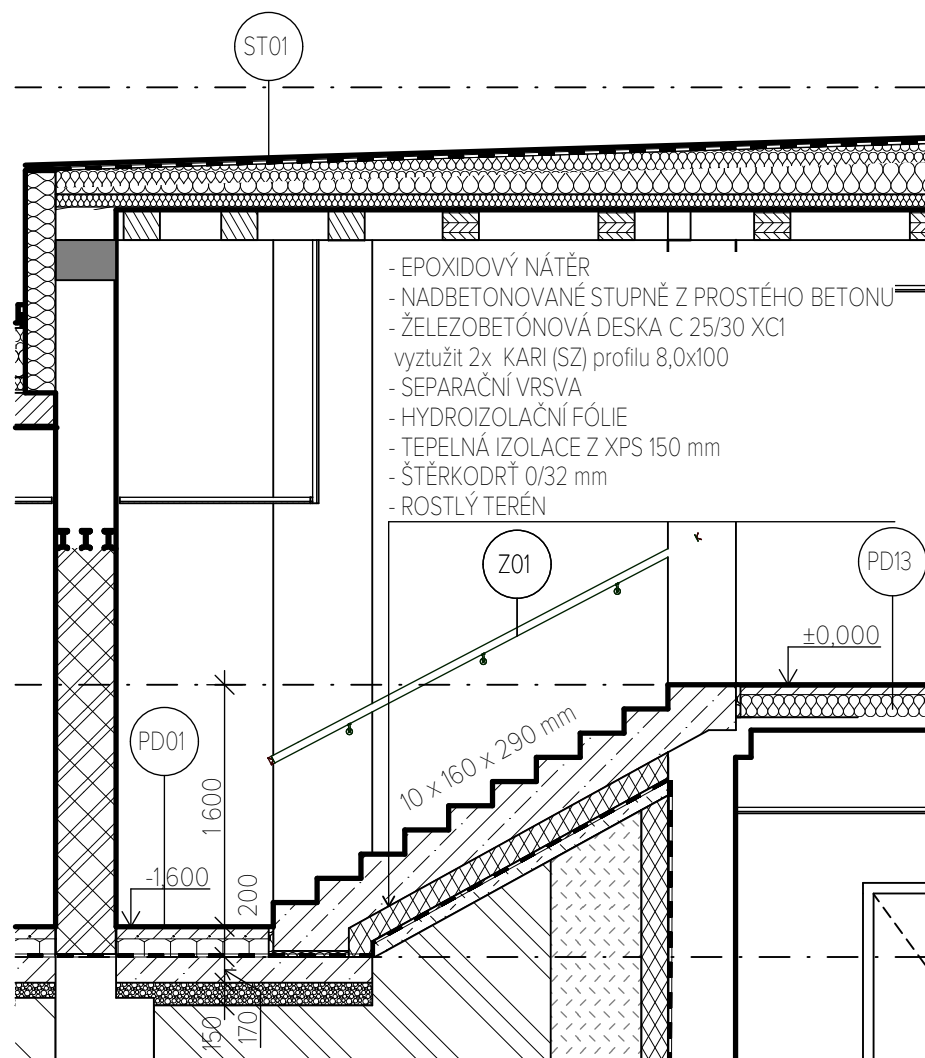 ST01
- EPOXIDOVÝ NÁTĚR
- NADBETONOVANÉ STUPNĚ Z PROSTÉHO BETONU
- ŽELEZOBETÓNOVÁ DESKA C 25/30 XC1
vyztužit 2x KARI (SZ) profilu 8,0x100
- SEPARAČNÍ VRSVA
- HYDROIZOLAČNÍ FÓLIE
- TEPELNÁ IZOLACE Z XPS 150 mm
- ŠTĚRKODRŤ 0/32 mm
- ROSTLÝ TERÉN
Z01
PD13
±0,000
PD01
10 x 160 x 290 mm
1600
-1,600
200
150
170